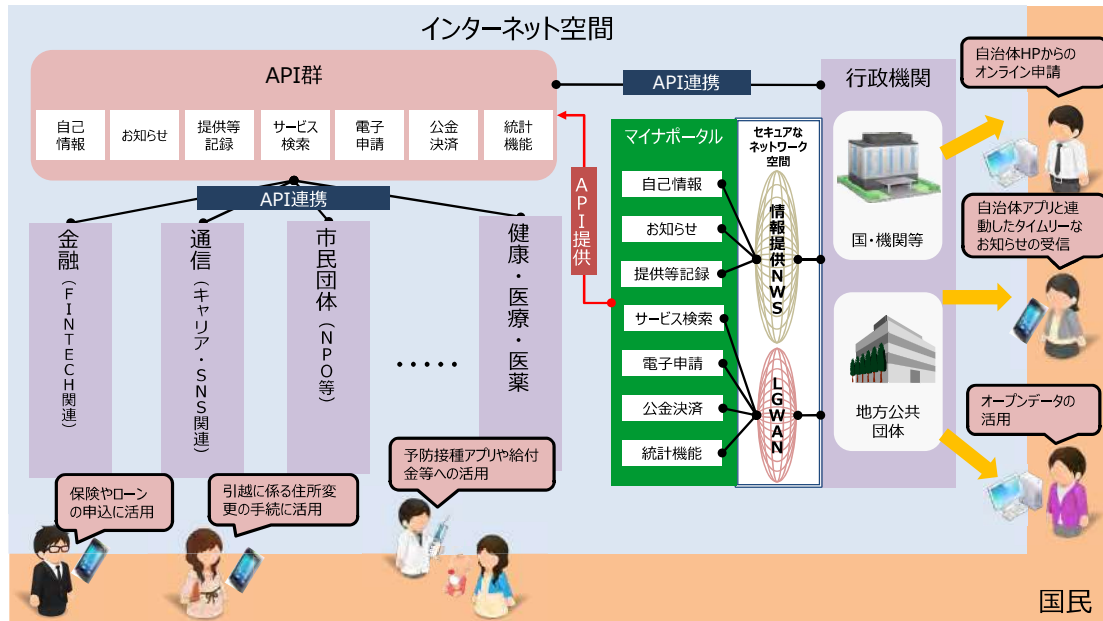 インターネット空間
API群
自己
情報
お知らせ
提供等
記録
サービス
検索
電子
申請
公金
決済
統計
機能
API連携
API連携
金融（FINTECH関連）
通信（キャリア・SNS関連）
市民団体（NPO等）
・・・・・
健康・医療・医薬
API提供
マイナポータル
自己情報
お知らせ
提供等記録
サービス検索
電子申請
公金決済
統計機能
セキュアな
ネットワーク
空間
情報提供NWS
LGWAN
行政機関
国・機関等
地方公共
団体
自治体HPからの
オンライン申請
自治体アプリと連
動したタイムリーな
お知らせの受信
オープンデータの
活用
保険やローン
の申込に活用
引越に係る住所変
更の手続に活用
予防接種アプリや給付
金等への活用
国民